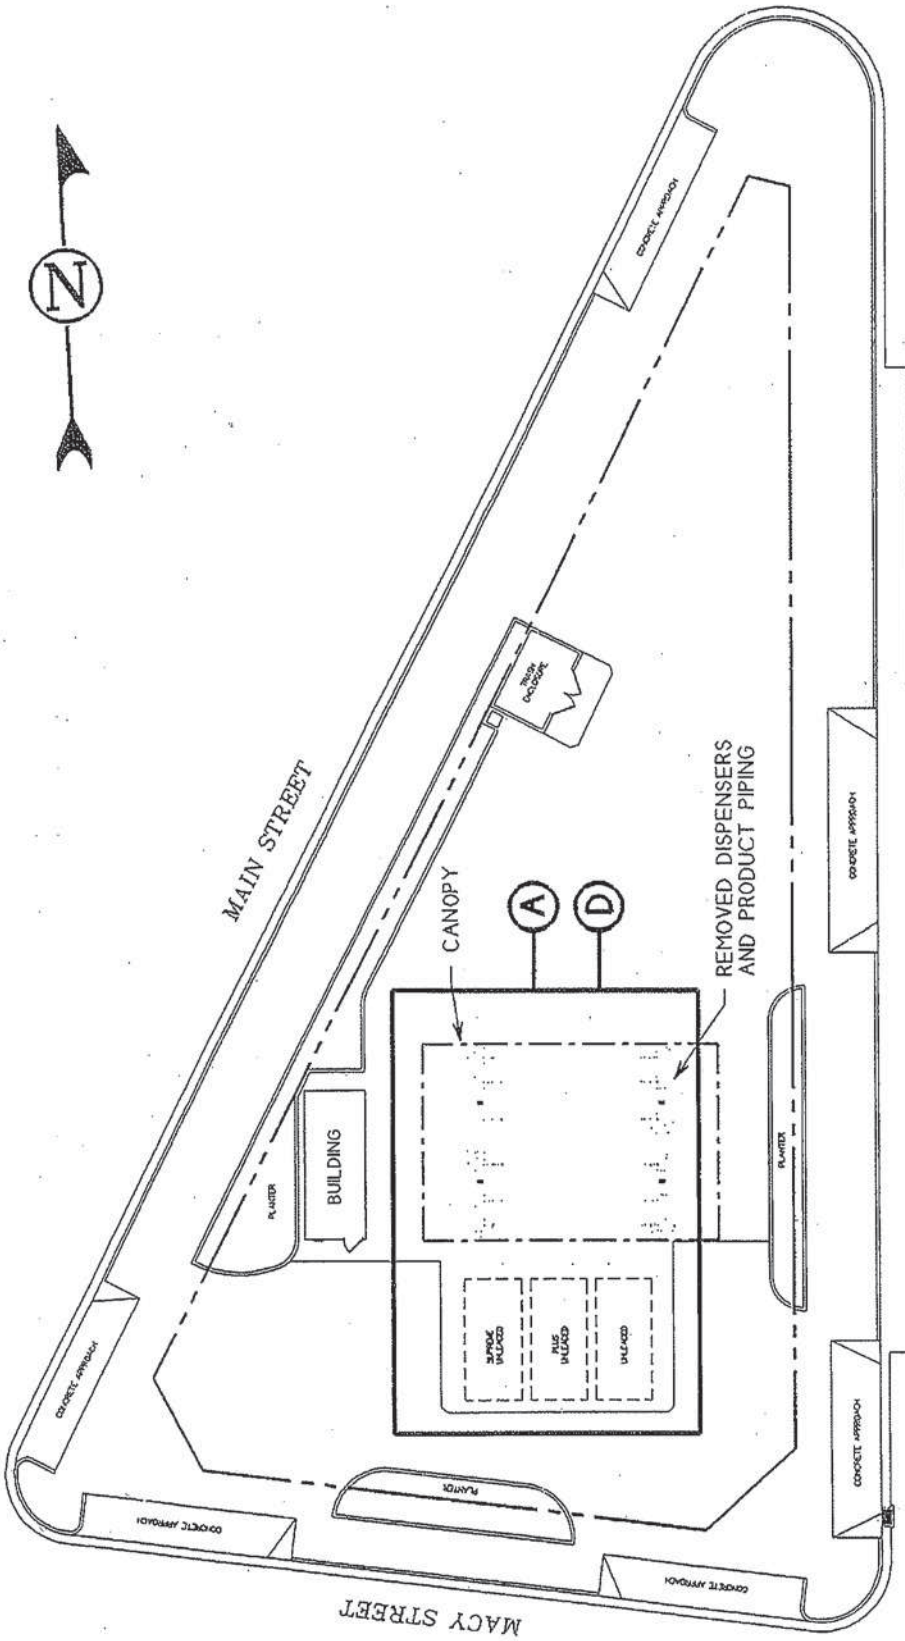 N
CONCRETE APPROACH
TRASH
ENCLOSURE
MAIN STREET
CANOPY
A
D
REMOVED DISPENSERS
AND PRODUCT PIPING
CONCRETE APPROACH
PLANTER
BUILDING
PLANTER
SUPREME
UNLEADED
PLUS
UNLEADED
UNLEADED
CONCRETE APPROACH
CONCRETE APPROACH
PLANTER
CONCRETE APPROACH
CONCRETE APPROACH
MACY STREET